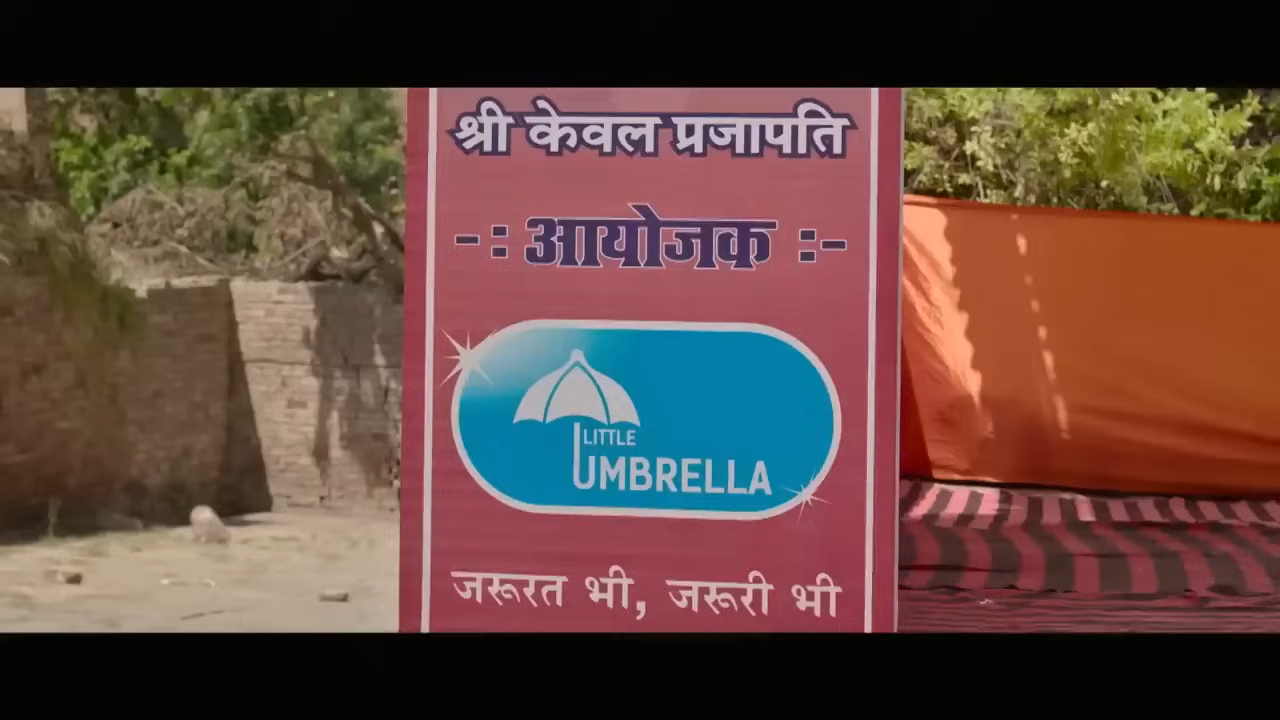 श्री केवल प्रजापति
-: आयोजक :-
LITTLE
UMBRELLA
जरूरत भी, जरूरी भी